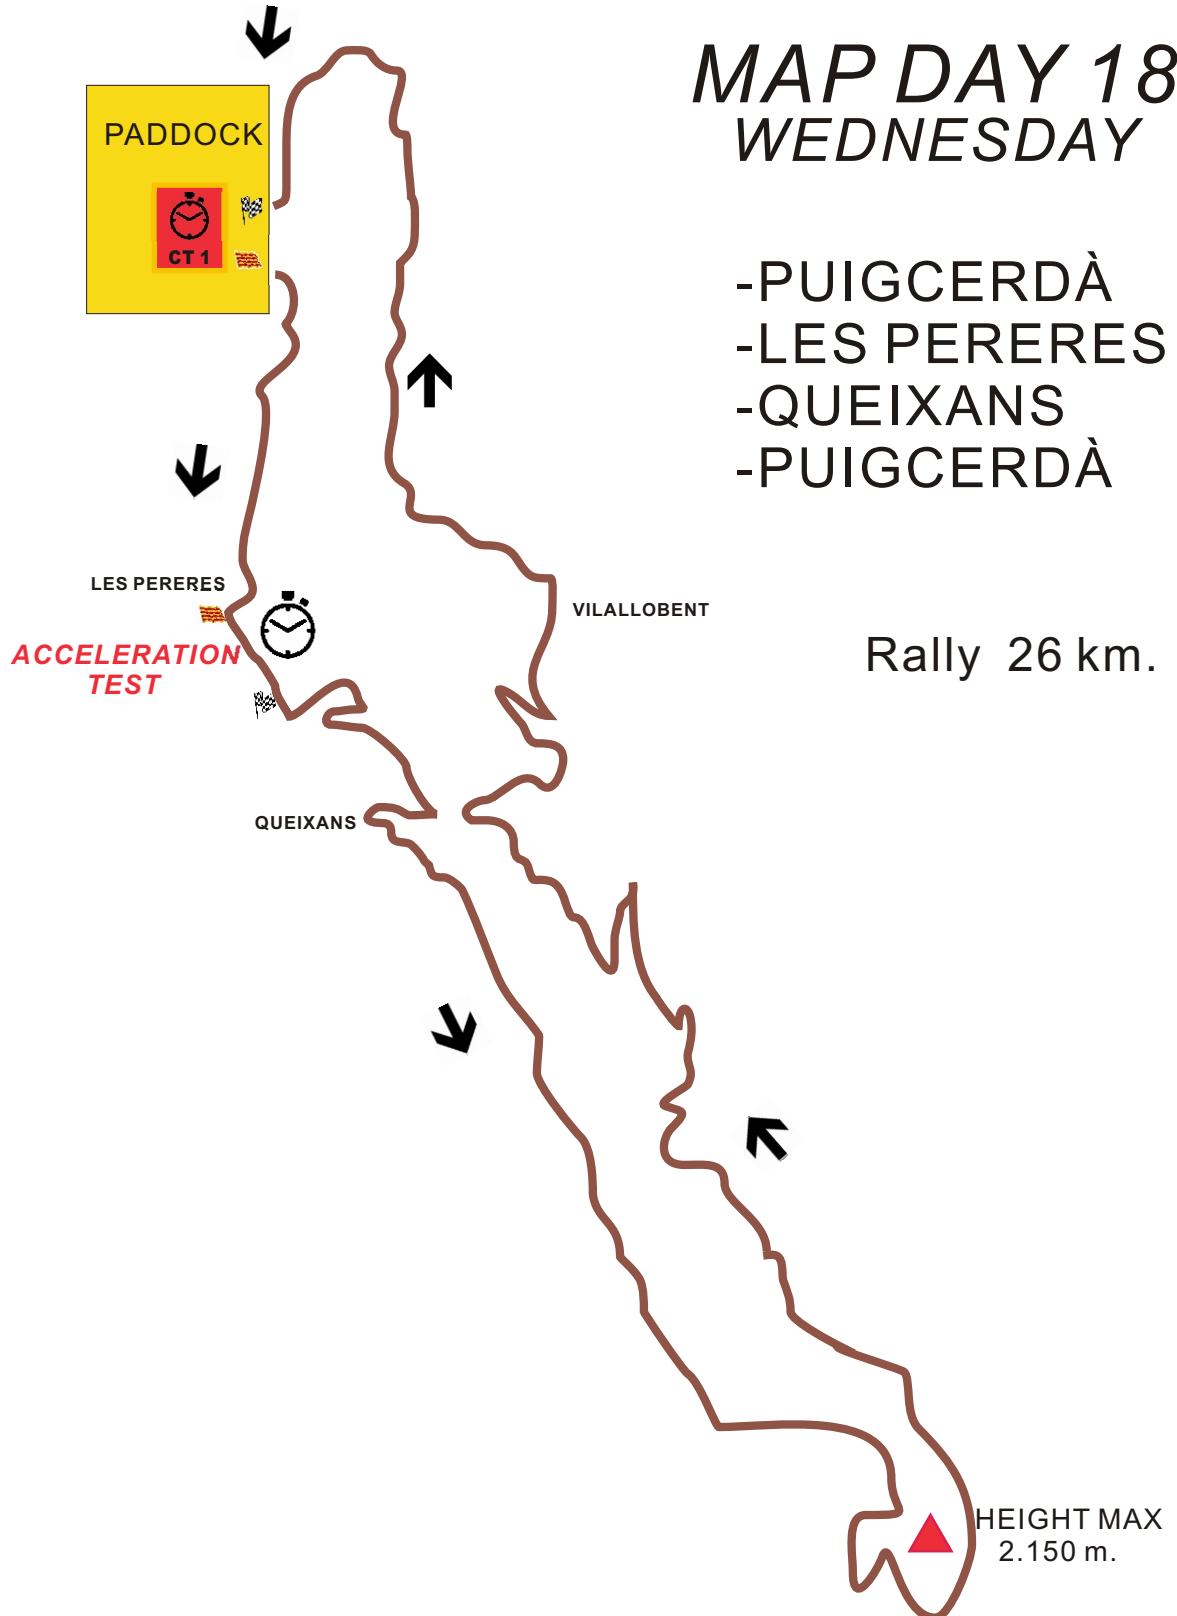 MAP DAY 18
WEDNESDAY
PADDOCK
CT 1
-PUIGCERDÀ
-LES PERERES
-QUEIXANS
-PUIGCERDÀ
LES PERERES
VILALLOBENT
ACCELERATION
TEST
Rally 26 km.
QUEIXANS
HEIGHT MAX
2.150 m.